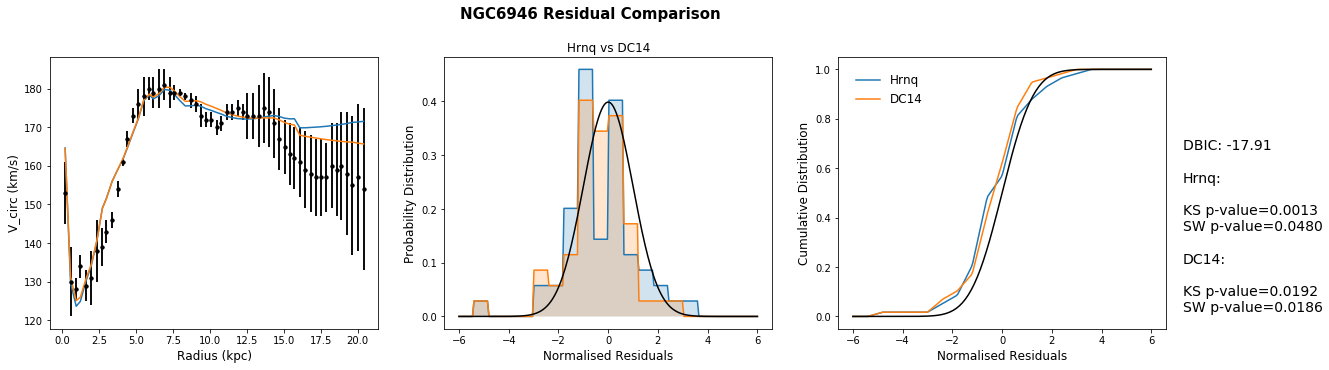 NGC6946 Residual Comparison
V_circ (km/s)
180
170
160
150
140
130
120
0.0 2.5 5.0 7.5 10.0 12.5 15.0 17.5 20.0
Radius (kpc)
Hrnq vs DC14
Probability Distribution
0.4
0.3
0.2
0.1
0.0
−6 −4 −2 0 2 4 6
Normalised Residuals
Cumulative Distribution
1.0
0.8
0.6
0.4
0.2
0.0
Hrnq
DC14
−6 −4 −2 0 2 4 6
Normalised Residuals
DBIC: -17.91
Hrnq:
KS p-value=0.0013
SW p-value=0.0480
DC14:
KS p-value=0.0192
SW p-value=0.0186